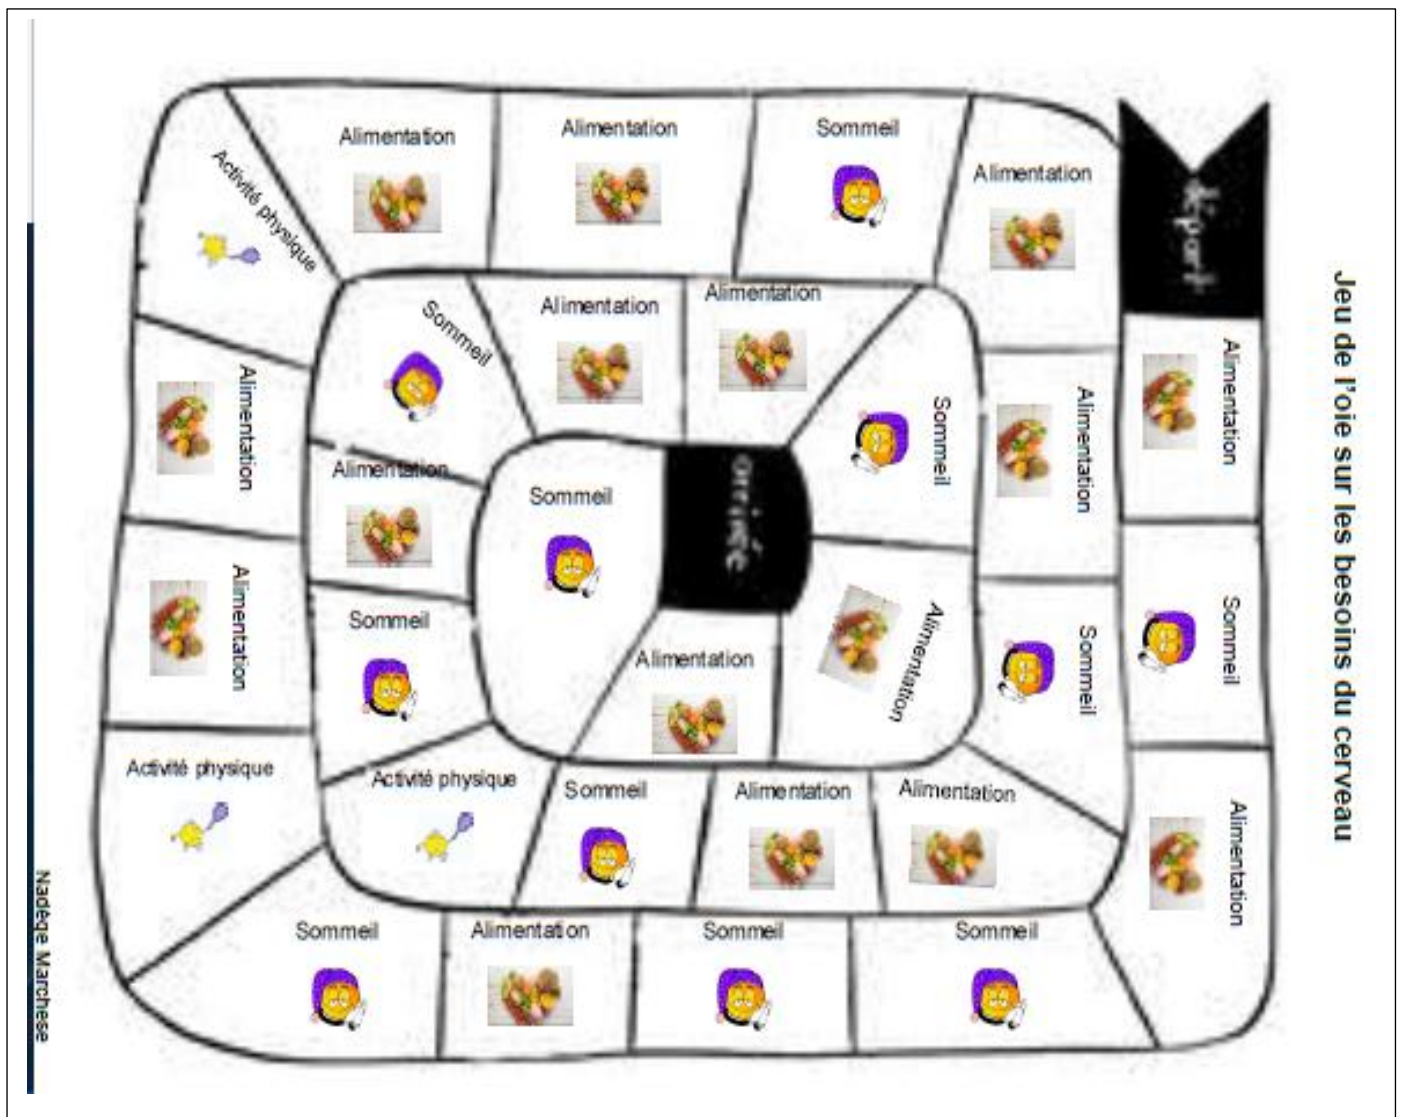 Jeu de l'oie sur les besoins du cerveau
départ
Alimentation
Sommeil
Alimentation
Sommeil
Sommeil
Alimentation
Sommeil
Activité physique
Alimentation
Alimentation
Activité physique
Alimentation
Alimentation
Sommeil
Alimentation
Alimentation
Sommeil
Alimentation
Alimentation
Sommeil
Activité physique
Sommeil
Alimentation
Sommeil
Alimentation
Alimentation
Sommeil
Alimentation
Alimentation
Sommeil
arrivée
Nadège Marchese